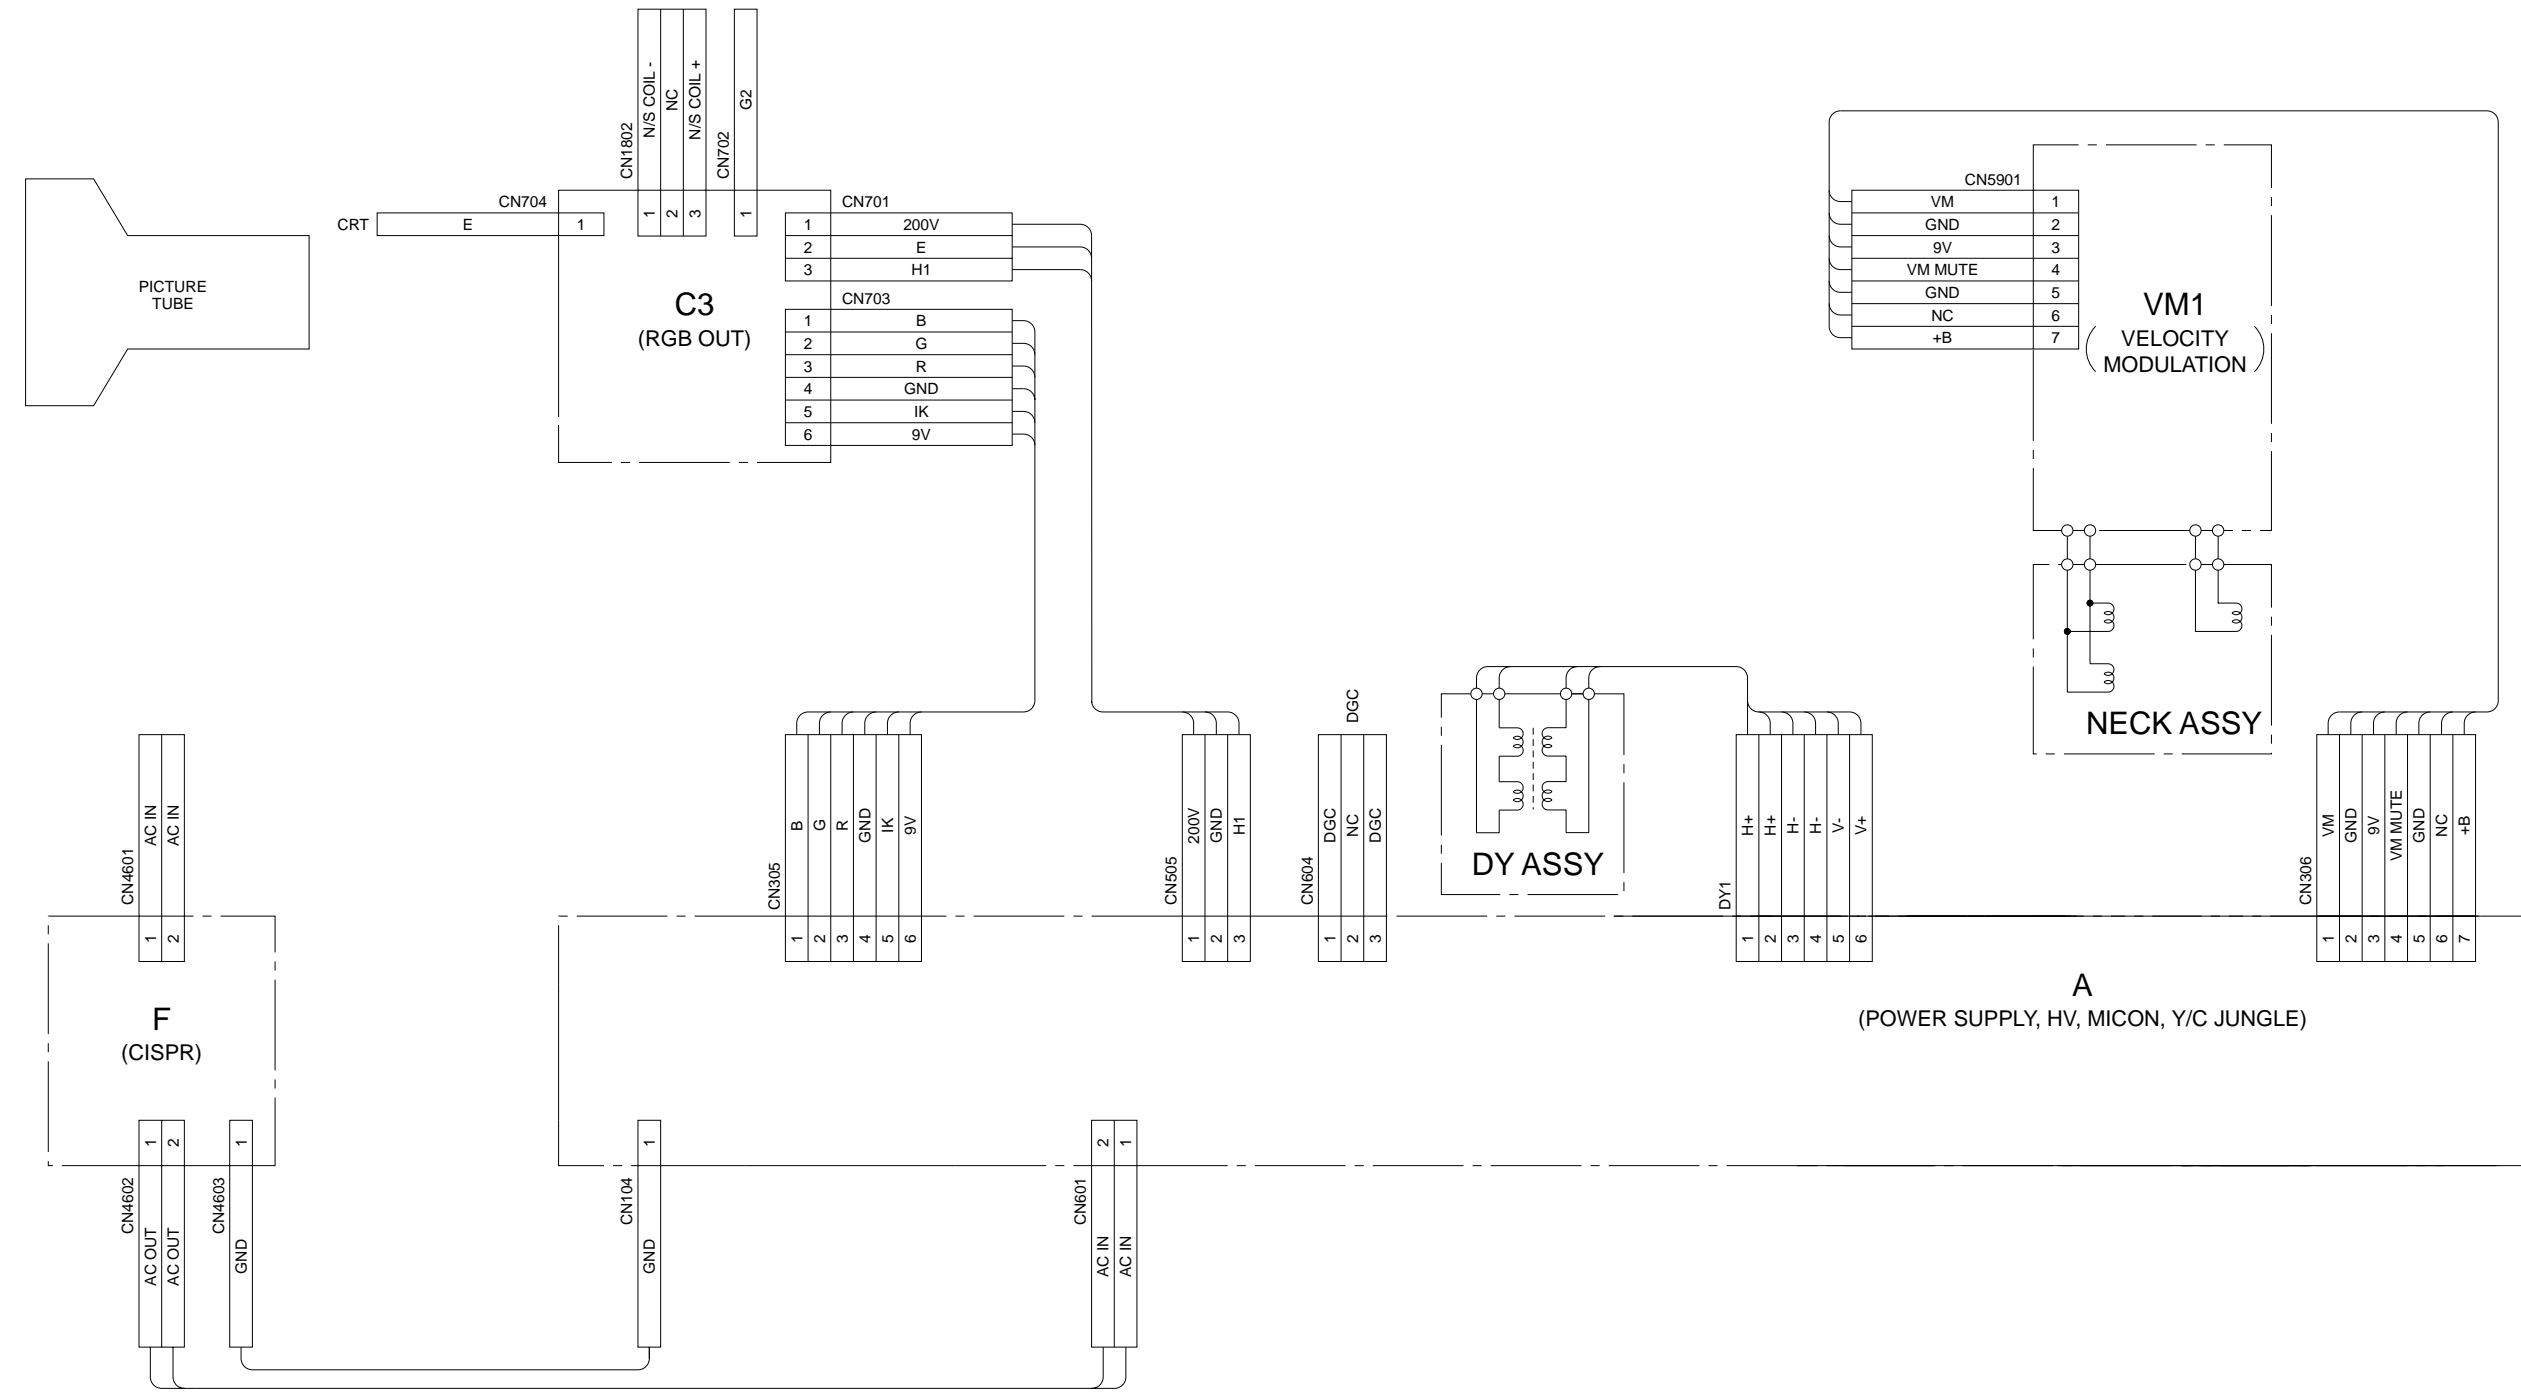 PICTURE
TUBE
CRT
CN704
E
1
CN1802
N/S COIL -
NC
N/S COIL +
1
2
3
CN702
G2
1
C3
(RGB OUT)
CN701
1 200V
2 E
3 H1
CN703
1 B
2 G
3 R
4 GND
5 IK
6 9V
CN5901
VM 1
GND 2
9V 3
VM MUTE 4
GND 5
NC 6
+B 7
VM1
VELOCITY
MODULATION
NECK ASSY
CN4601
AC IN
AC IN
1
2
F
(CISPR)
CN4602
1
2
AC OUT
AC OUT
CN4603
1
GND
CN305
B
G
R
GND
IK
9V
1
2
3
4
5
6
CN505
200V
GND
H1
1
2
3
DGC
CN604
DGC
NC
DGC
1
2
3
DY ASSY
DY1
H+
H+
H-
H-
V-
V+
1
2
3
4
5
6
CN306
VM
GND
9V
VM MUTE
GND
NC
+B
1
2
3
4
5
6
7
A
(POWER SUPPLY, HV, MICON, Y/C JUNGLE)
CN104
1
GND
CN601
2
1
AC IN
AC IN